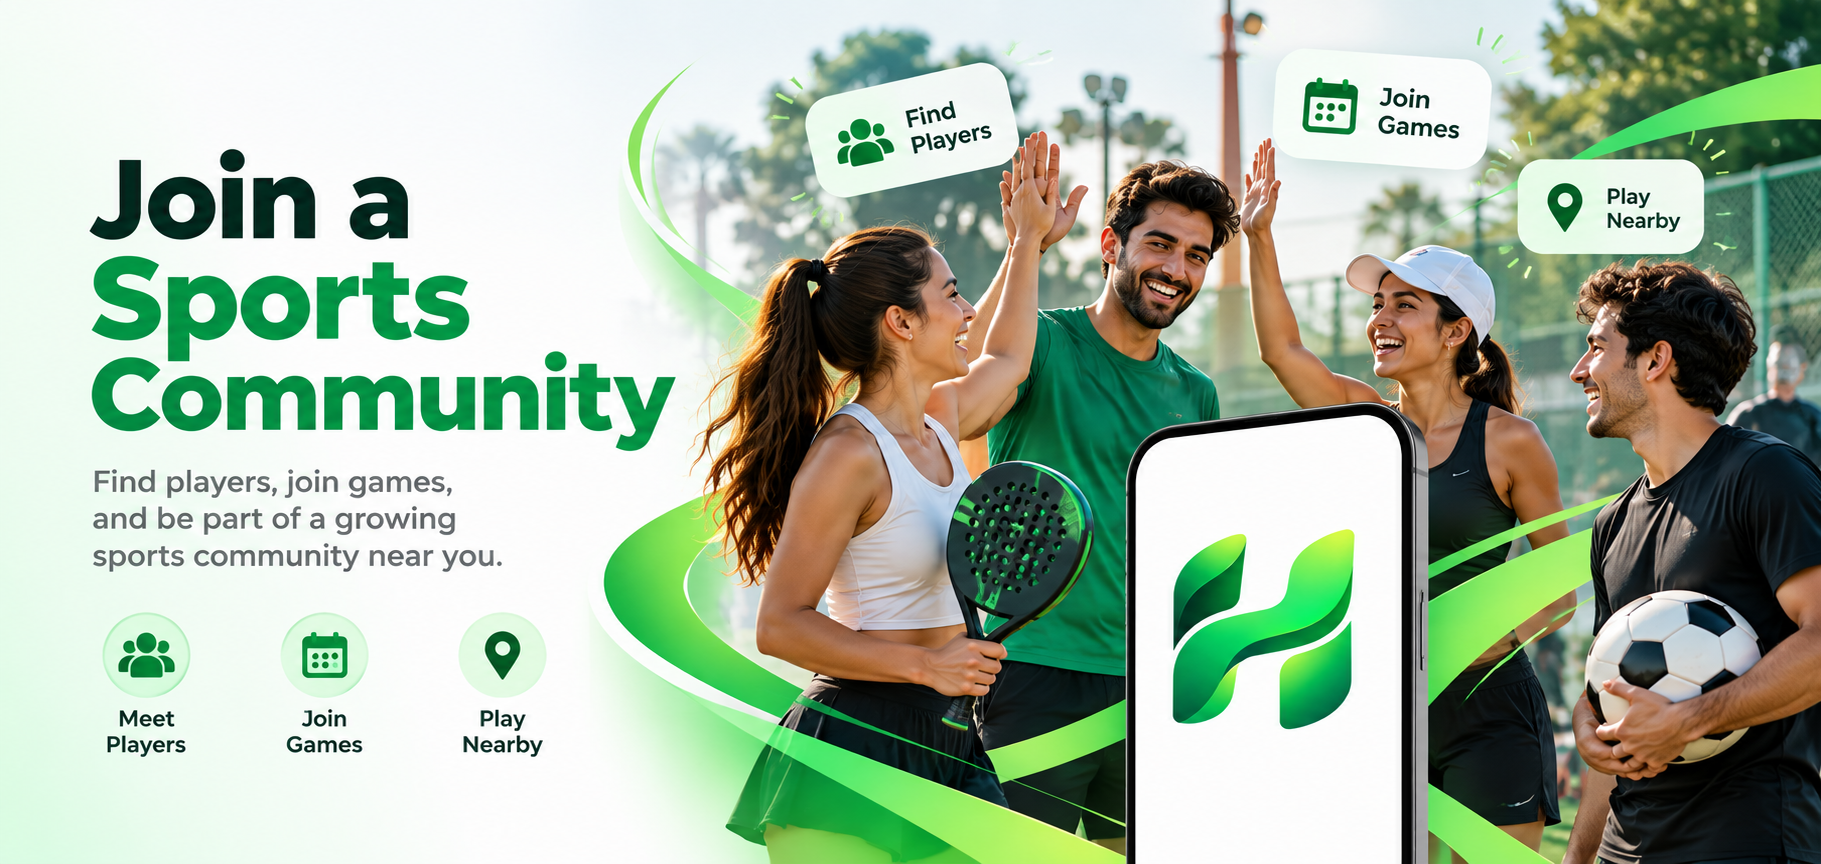 Join a
Sports
Community
Find players, join games,
and be part of a growing
sports community near you.
Meet
Players
Join
Games
Play
Nearby
Find
Players
Join
Games
Play
Nearby